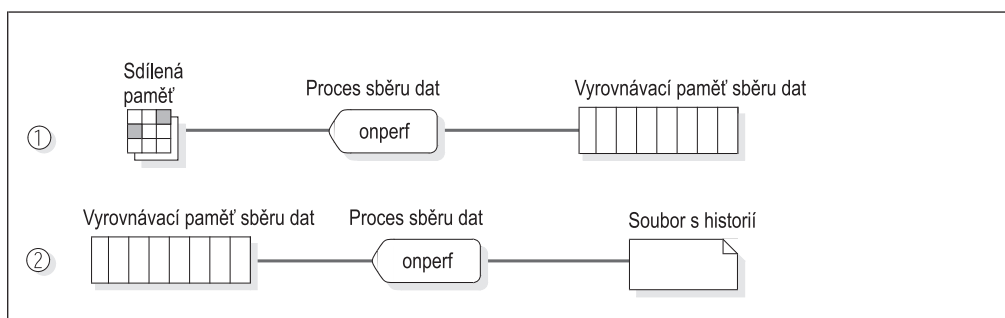 Sdílená
paměť
Proces sběru dat
Vyrovnávací paměť sběru dat
1
onperf
Vyrovnávací paměť sběru dat
Proces sběru dat
Soubor s historií
2
onperf